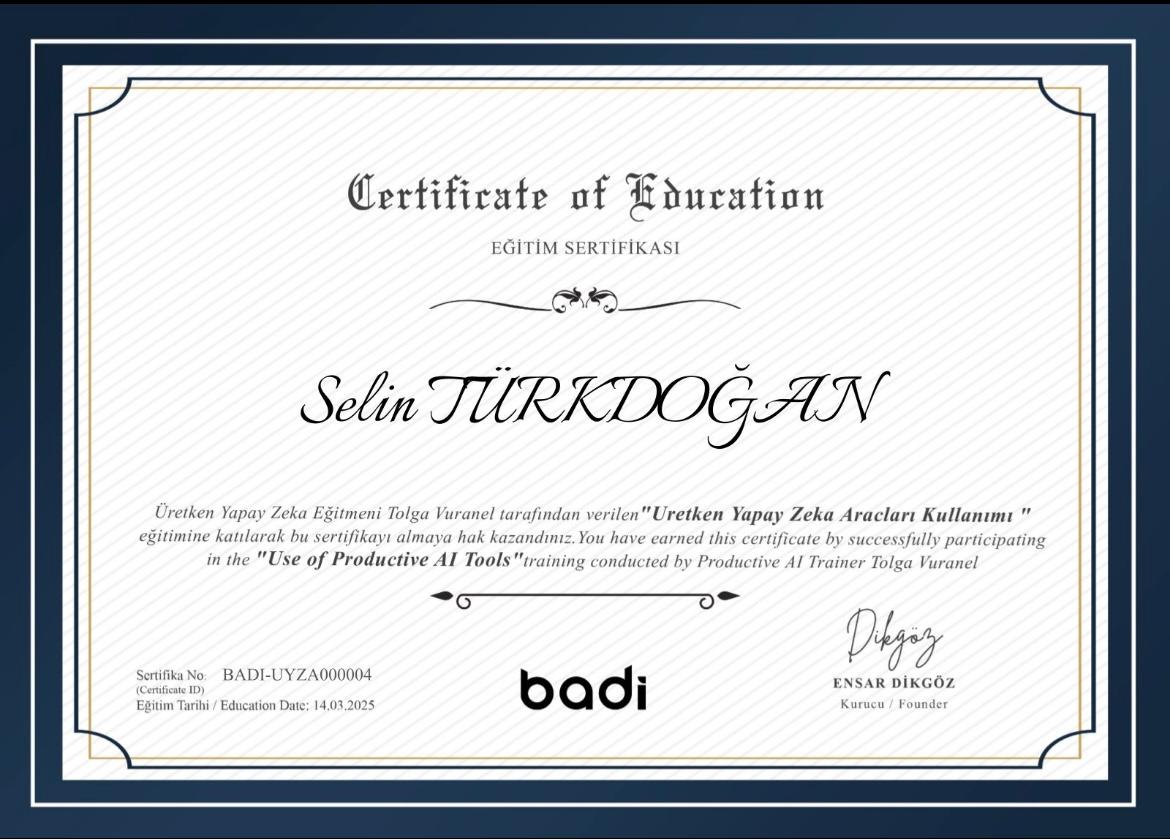 Certificate of Education
EĞİTİM SERTİFİKASI
Selin TÜRKDOĞAN
Üretken Yapay Zeka Eğitmeni Tolga Vuranel tarafından verilen"Uretken Yapay Zeka Aracları Kullanımı "
eğitimine katılarak bu sertifikayı almaya hak kazandınız.You have earned this certificate by successfully participating
in the "Use of Productive AI Tools"training conducted by Productive AI Trainer Tolga Vuranel
Dikgöz
ENSAR DİKGÖZ
Kurucu / Founder
badi
Sertifika No: BADI-UYZA000004
(Certificate ID)
Eğitim Tarihi / Education Date: 14.03.2025